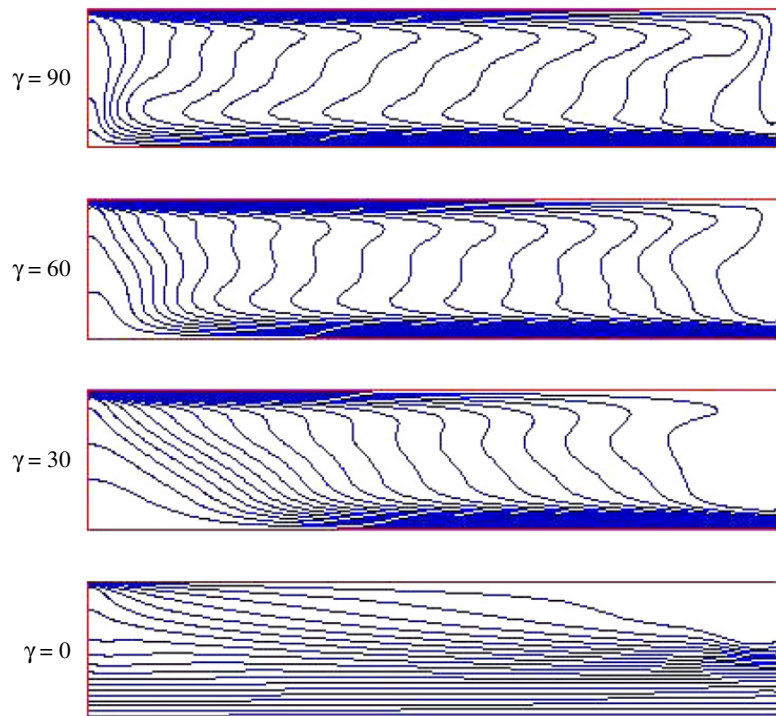 γ = 90
γ = 60
γ = 30
γ = 0